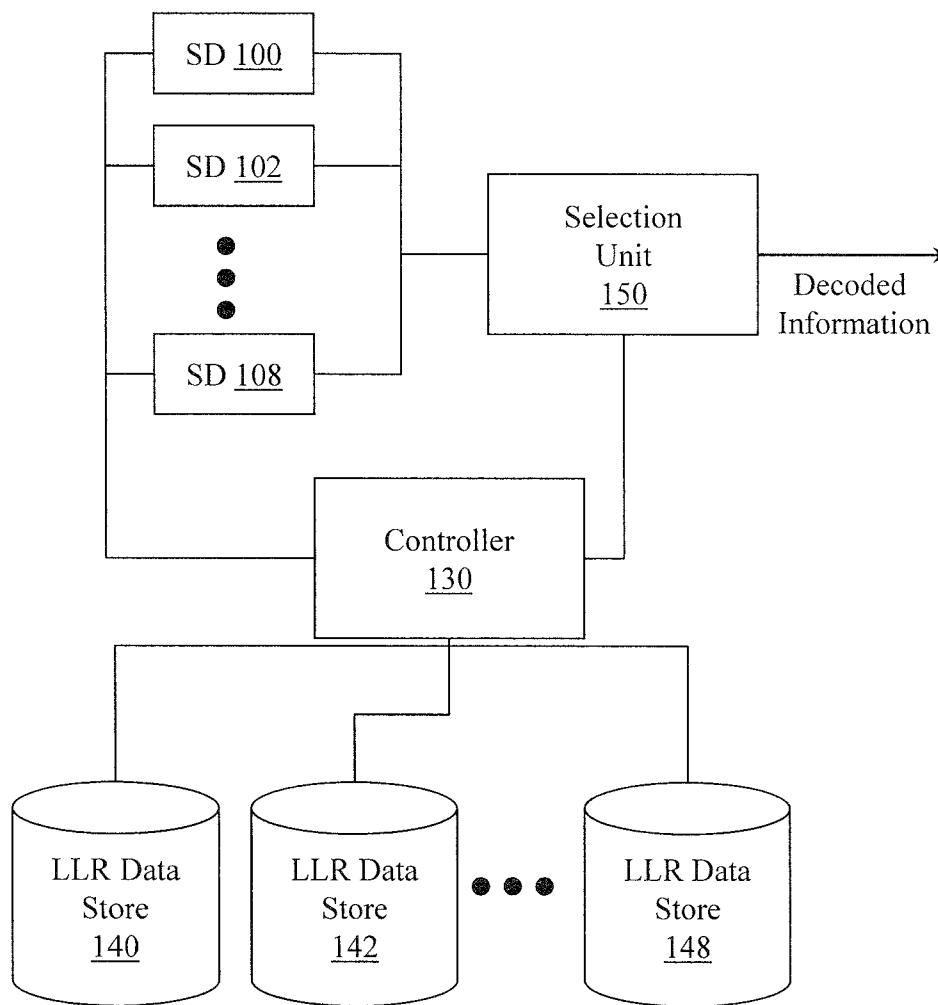 SD 100
SD 102
SD 108
Selection
Unit
150
Decoded
Information
Controller
130
LLR Data
Store
140
LLR Data
Store
142
LLR Data
Store
148